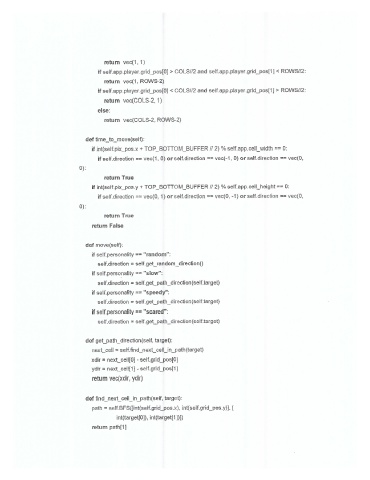 return vec(1, 1)
if self.app.player.grid_pos[0] > COLS//2 and self.app.player.grid_pos[1] < ROWS//2:
return vec(1, ROWS-2)
if self.app.player.grid_pos[0] < COLS//2 and self.app.player.grid_pos[1] > ROWS//2:
return vec(COLS-2, 1)
else:
return vec(COLS-2, ROWS-2)
def time_to_move(self):
if int(self.pix_pos.x + TOP_BOTTOM_BUFFER // 2) % self.app.cell_width == 0:
if self.direction == vec(1, 0) or self.direction == vec(-1, 0) or self.direction == vec(0,
0):
return True
if int(self.pix_pos.y + TOP_BOTTOM_BUFFER // 2) % self.app.cell_height == 0:
if self.direction == vec(0, 1) or self.direction == vec(0, -1) or self.direction == vec(0,
0):
return True
return False
def move(self):
if self.personality == "random":
self.direction = self.get_random_direction()
if self.personality == "slow":
self.direction = self.get_path_direction(self.target)
if self.personality == "speedy":
self.direction = self.get_path_direction(self.target)
if self.personality == "scared":
self.direction = self.get_path_direction(self.target)
def get_path_direction(self, target):
next_cell = self.find_next_cell_in_path(target)
xdir = next_cell[0] - self.grid_pos[0]
ydir = next_cell[1] - self.grid_pos[1]
return vec(xdir, ydir)
def find_next_cell_in_path(self, target):
path = self.BFS([int(self.grid_pos.x), int(self.grid_pos.y)], [
int(target[0]), int(target[1])])
return path[1]